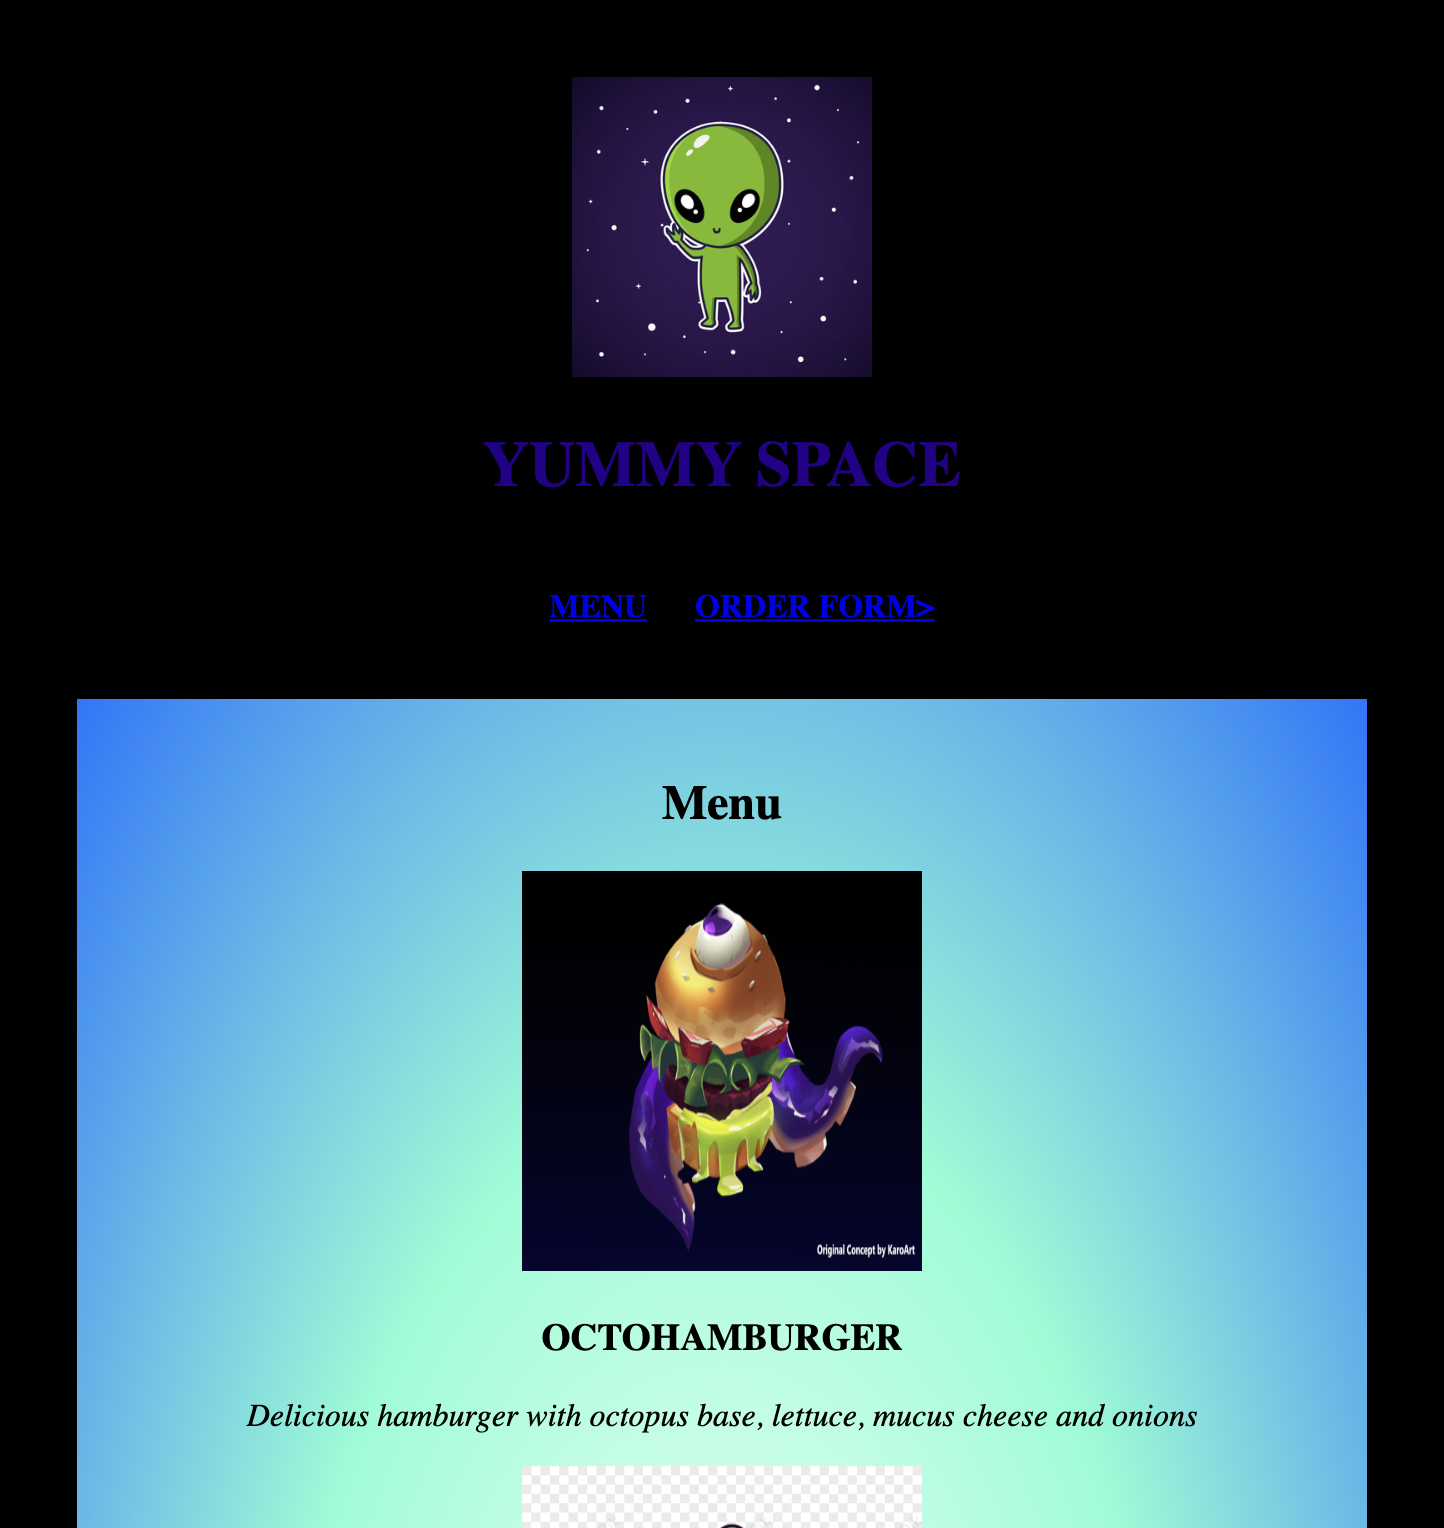 YUMMY SPACE
MENU ORDER FORM>
Menu
Original Concept by KaroArt
OCTOHAMBURGER
Delicious hamburger with octopus base, lettuce, mucus cheese and onions